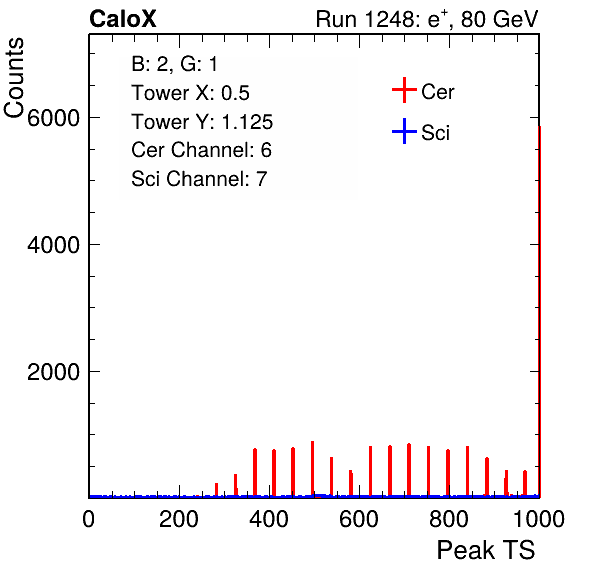 CaloX Run 1248: e+, 80 GeV
Counts
B: 2, G: 1
Tower X: 0.5
Tower Y: 1.125
Cer Channel: 6
Sci Channel: 7
Cer
Sci
6000
4000
2000
0 200 400 600 800 1000
Peak TS